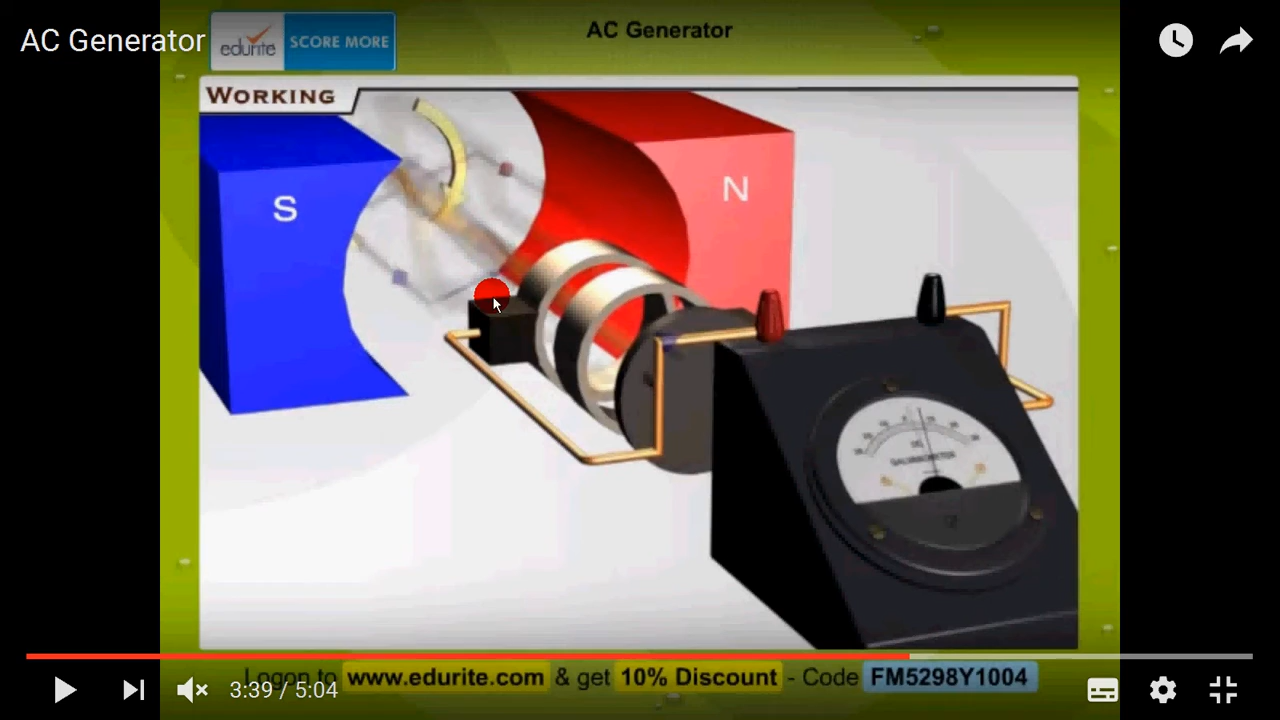 AC Generator
edurite SCORE MORE
AC Generator
WORKING
S
N
GALVANOMETER
Logon to www.edurite.com & get 10% Discount - Code FM5298Y1004
3:39 / 5:04